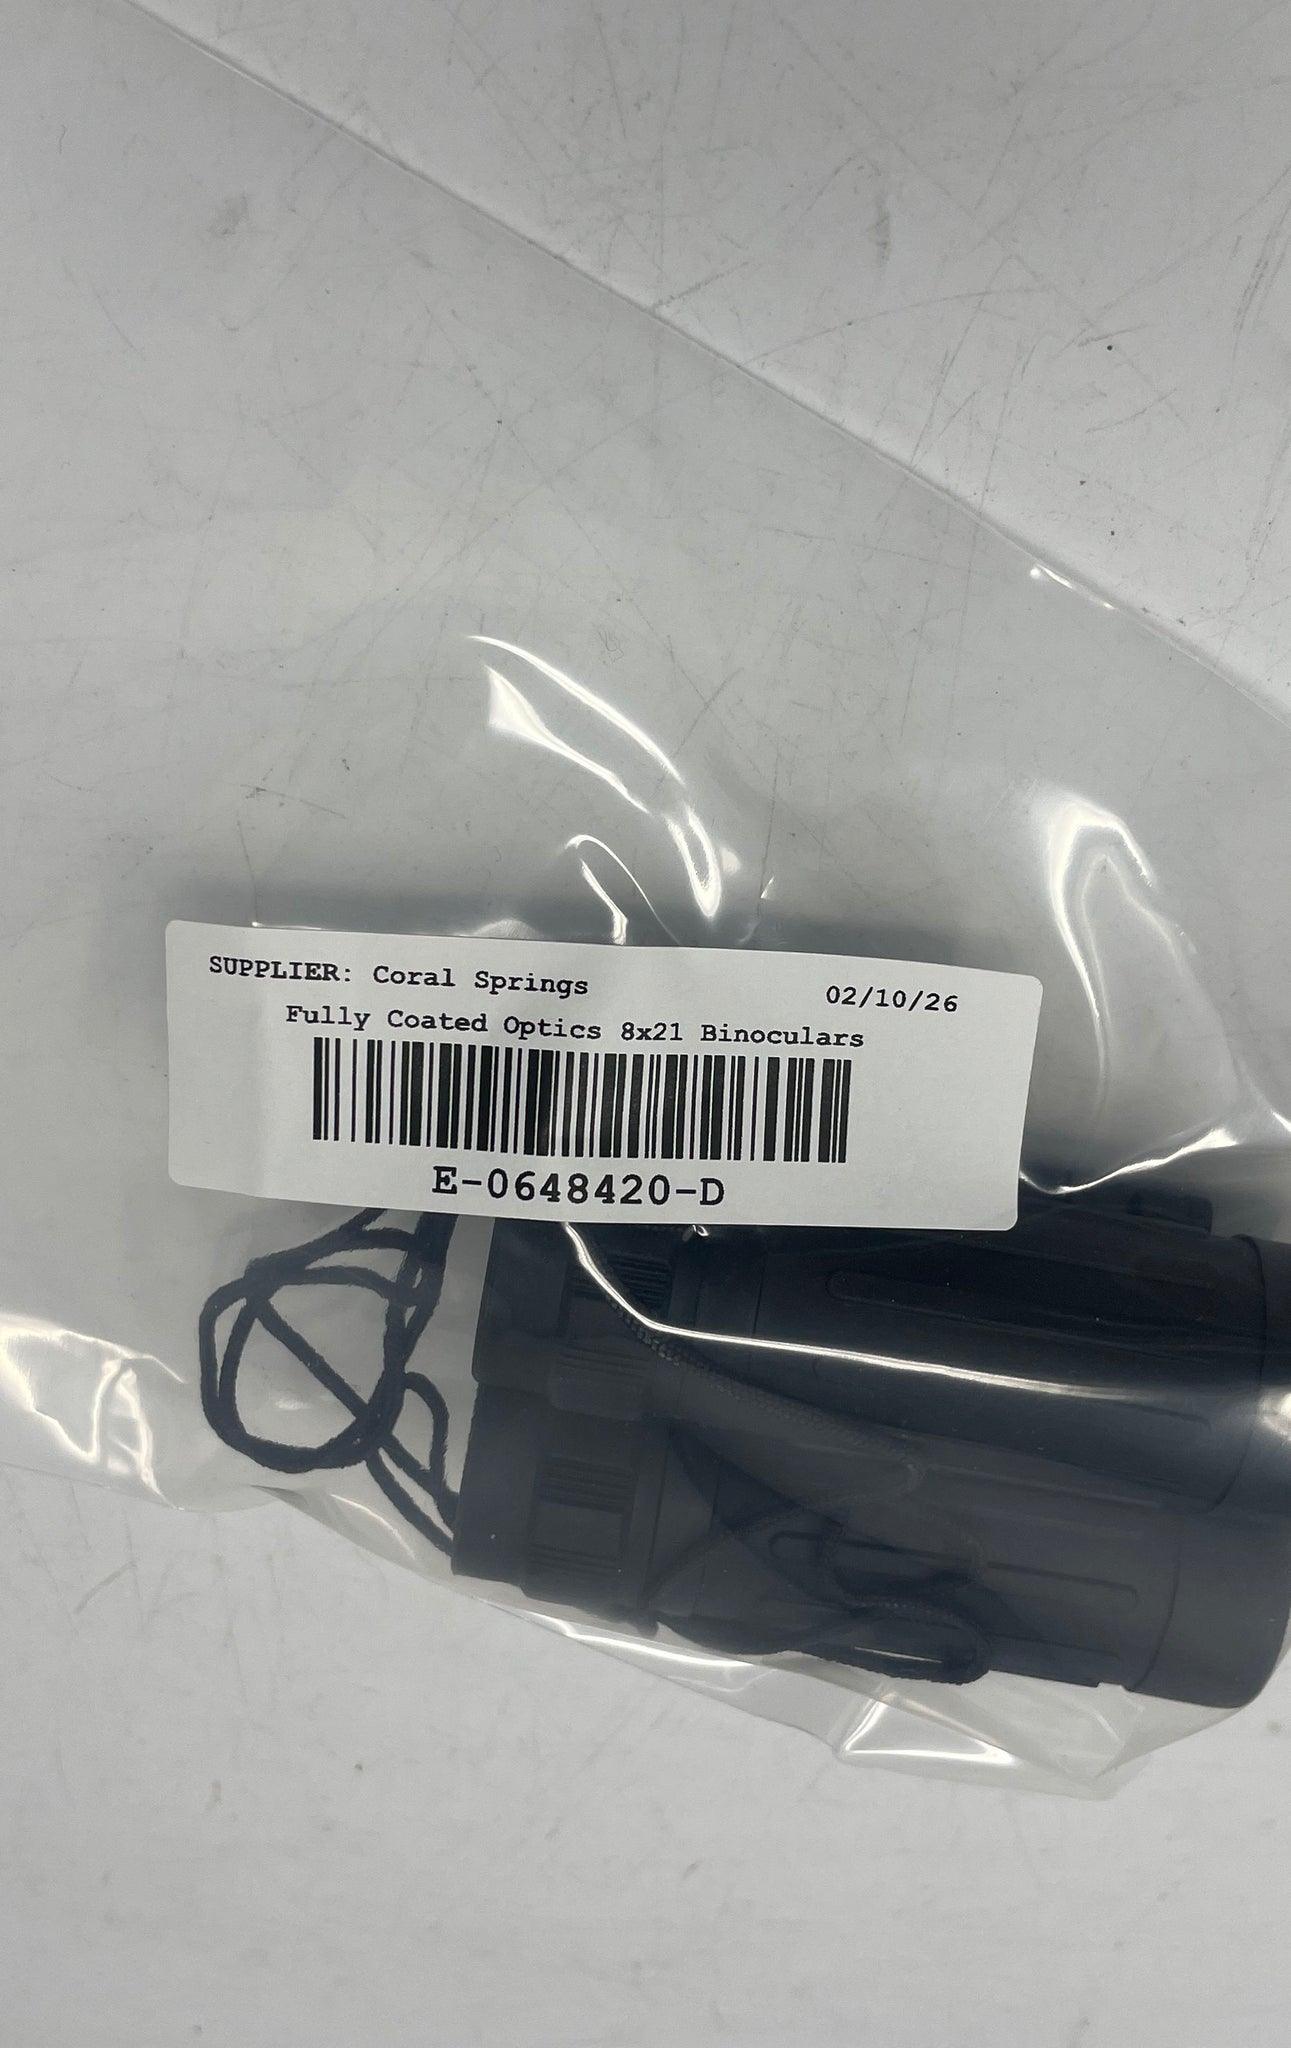 SUPPLIER: Coral Springs 02/10/26
Fully Coated Optics 8x21 Binoculars
E-0648420-D